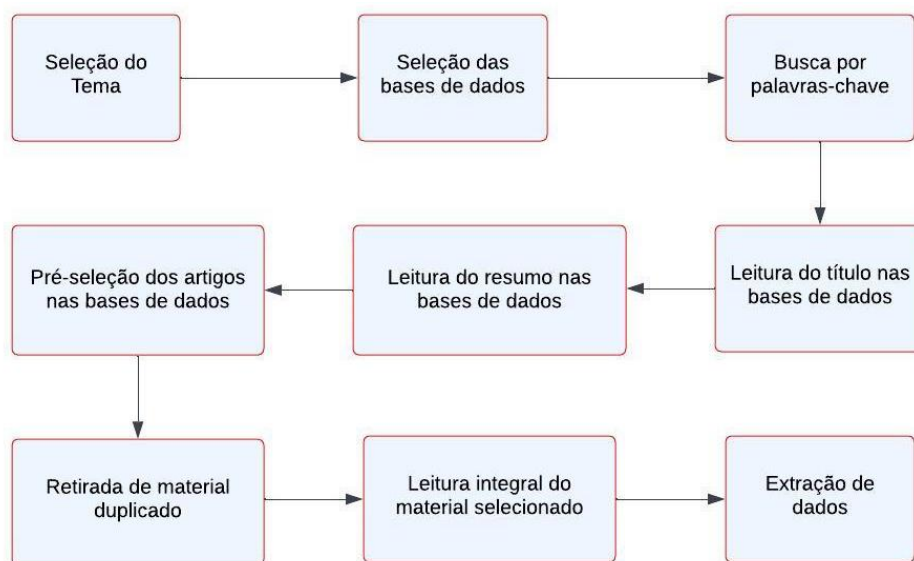 Seleção do
Tema
Seleção das
bases de dados
Busca por
palavras-chave
Leitura do título nas
bases de dados
Leitura do resumo nas
bases de dados
Pré-seleção dos artigos
nas bases de dados
Retirada de material
duplicado
Leitura integral do
material selecionado
Extração de
dados